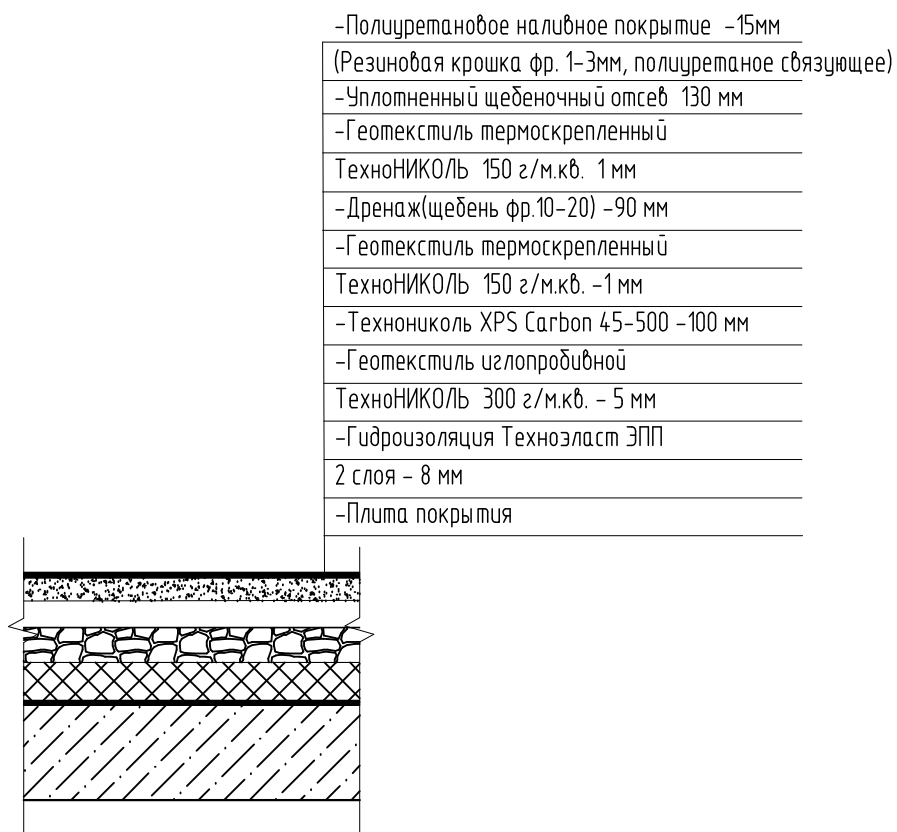 -Полиуретановое наливное покрытие -15мм
(Резиновая крошка фр. 1-3мм, полиуретаное связующее)
-Уплотненный щебеночный отсев 130 мм
-Геотекстиль термоскрепленный
ТехноНИКОЛЬ 150 г/м.кв. 1 мм
-Дренаж(щебень фр.10-20) -90 мм
-Геотекстиль термоскрепленный
ТехноНИКОЛЬ 150 г/м.кв. -1 мм
-Технониколь XPS Carbon 45-500 -100 мм
-Геотекстиль иглопробивной
ТехноНИКОЛЬ 300 г/м.кв. - 5 мм
-Гидроизоляция Техноэласт ЭПП
2 слоя - 8 мм
-Плита покрытия